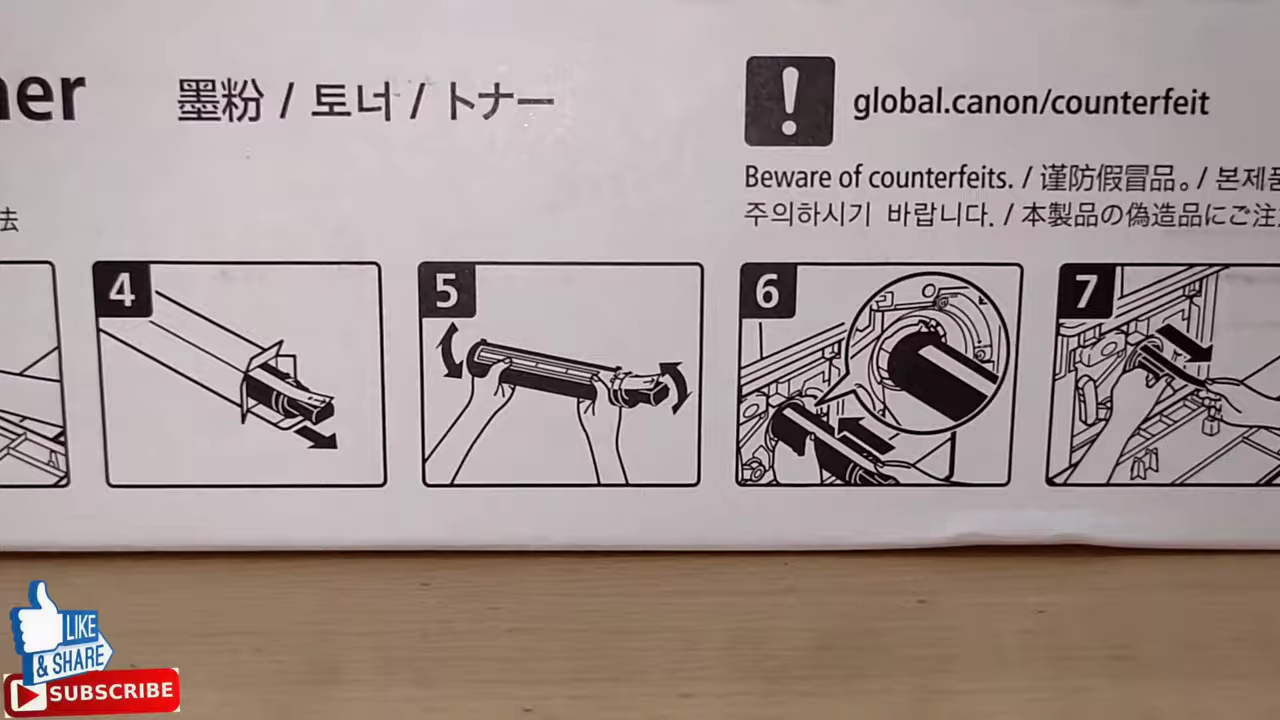 ner 墨粉 / 토너 / トナー
global.canon/counterfeit
Beware of counterfeits. / 谨防假冒品。/ 본제품
주의하시기 바랍니다. / 本製品の偽造品にご注
法
4
5
6
7
LIKE
& SHARE
SUBSCRIBE